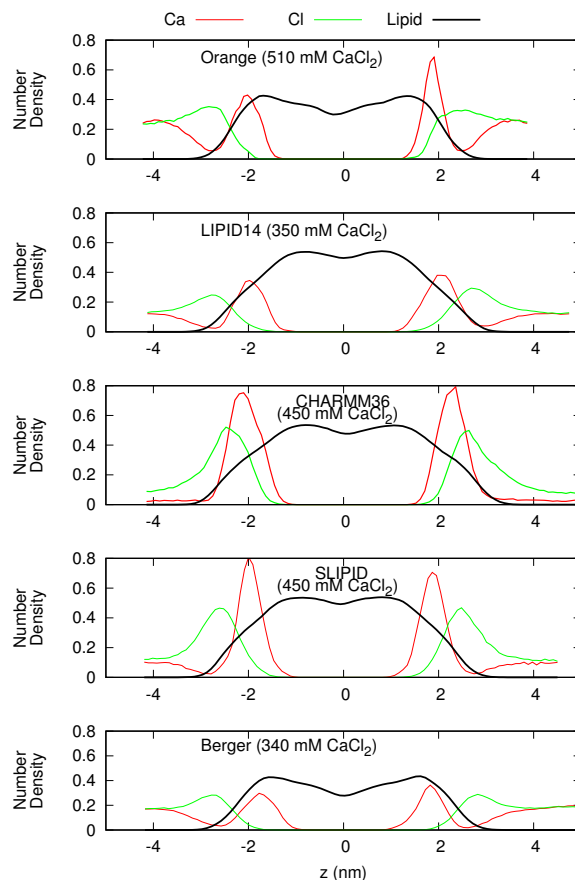 Ca Cl Lipid
Orange (510 mM CaCl2)
Number
Density
0.8
0.6
0.4
0.2
0
-4 -2 0 2 4
LIPID14 (350 mM CaCl2)
Number
Density
0.8
0.6
0.4
0.2
0
-4 -2 0 2 4
CHARMM36
(450 mM CaCl2)
Number
Density
0.8
0.6
0.4
0.2
0
-4 -2 0 2 4
SLIPID
(450 mM CaCl2)
Number
Density
0.8
0.6
0.4
0.2
0
-4 -2 0 2 4
Berger (340 mM CaCl2)
Number
Density
0.8
0.6
0.4
0.2
0
-4 -2 0 2 4
z (nm)